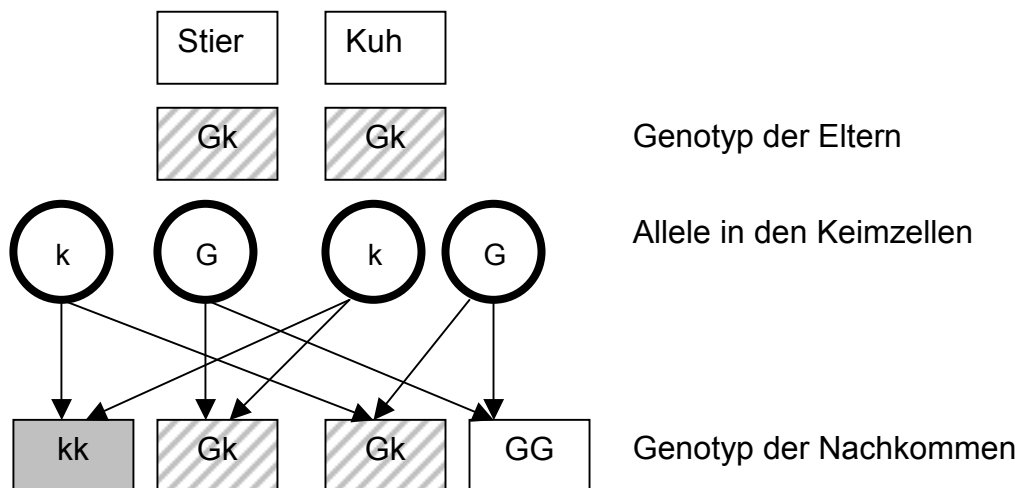 Stier Kuh
Gk Gk Genotyp der Eltern
k G k G Allele in den Keimzellen
kk Gk Gk GG Genotyp der Nachkommen